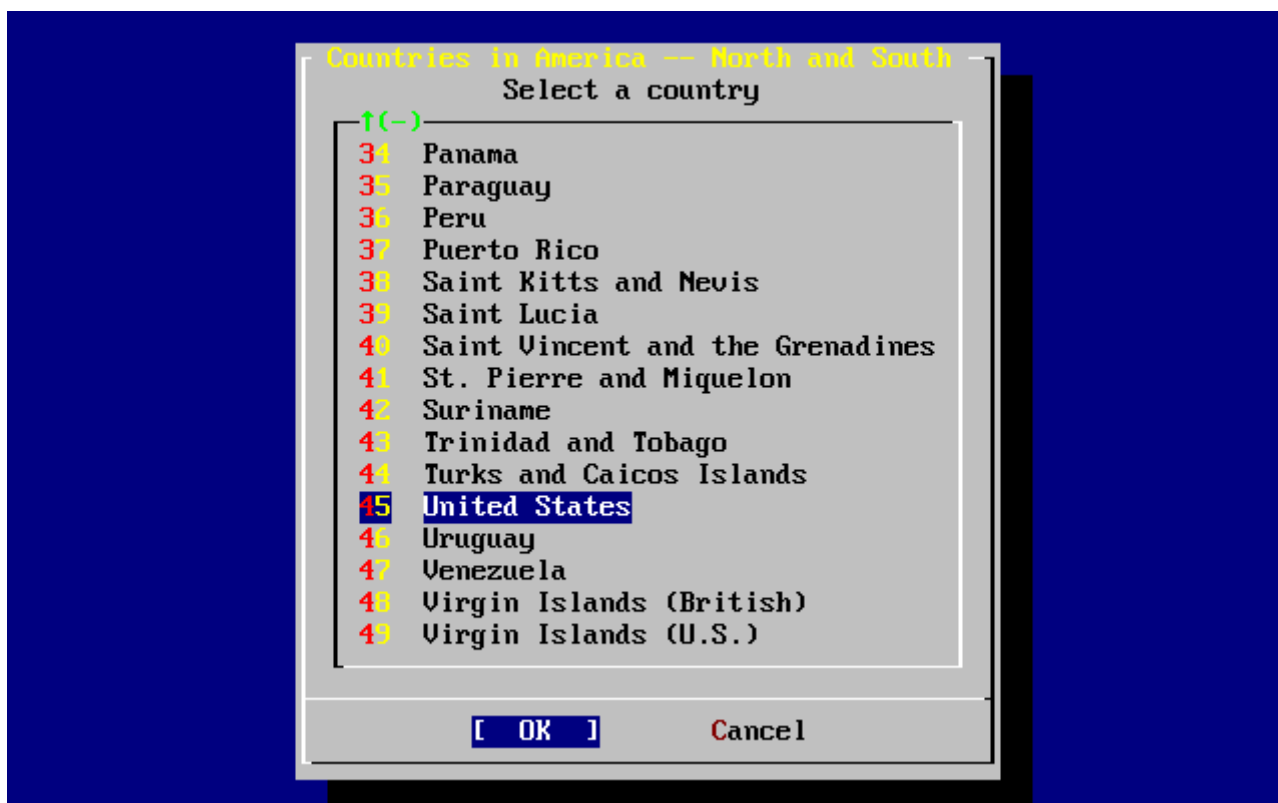 Countries in America -- North and South
Select a country
↑(-)
34 Panama
35 Paraguay
36 Peru
37 Puerto Rico
38 Saint Kitts and Nevis
39 Saint Lucia
40 Saint Vincent and the Grenadines
41 St. Pierre and Miquelon
42 Suriname
43 Trinidad and Tobago
44 Turks and Caicos Islands
45 United States
46 Uruguay
47 Venezuela
48 Virgin Islands (British)
49 Virgin Islands (U.S.)
[ OK ] Cancel